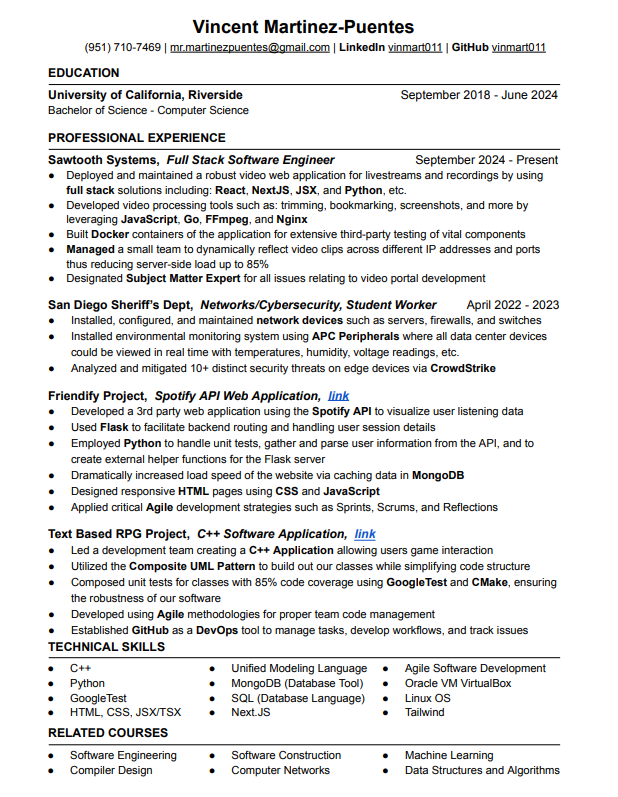 Vincent Martinez-Puentes
(951) 710-7469 | mr.martinezpuentes@gmail.com | LinkedIn vinmart011 | GitHub vinmart011
EDUCATION
University of California, Riverside September 2018 - June 2024
Bachelor of Science - Computer Science
PROFESSIONAL EXPERIENCE
Sawtooth Systems, Full Stack Software Engineer September 2024 - Present
● Deployed and maintained a robust video web application for livestreams and recordings by using
full stack solutions including: React, NextJS, JSX, and Python, etc.
● Developed video processing tools such as: trimming, bookmarking, screenshots, and more by
leveraging JavaScript, Go, FFmpeg, and Nginx
● Built Docker containers of the application for extensive third-party testing of vital components
● Managed a small team to dynamically reflect video clips across different IP addresses and ports
thus reducing server-side load up to 85%
● Designated Subject Matter Expert for all issues relating to video portal development
San Diego Sheriff's Dept, Networks/Cybersecurity, Student Worker April 2022 - 2023
● Installed, configured, and maintained network devices such as servers, firewalls, and switches
● Installed environmental monitoring system using APC Peripherals where all data center devices
could be viewed in real time with temperatures, humidity, voltage readings, etc.
● Analyzed and mitigated 10+ distinct security threats on edge devices via CrowdStrike
Friendify Project, Spotify API Web Application, link
● Developed a 3rd party web application using the Spotify API to visualize user listening data
● Used Flask to facilitate backend routing and handling user session details
● Employed Python to handle unit tests, gather and parse user information from the API, and to
create external helper functions for the Flask server
● Dramatically increased load speed of the website via caching data in MongoDB
● Designed responsive HTML pages using CSS and JavaScript
● Applied critical Agile development strategies such as Sprints, Scrums, and Reflections
Text Based RPG Project, C++ Software Application, link
● Led a development team creating a C++ Application allowing users game interaction
● Utilized the Composite UML Pattern to build out our classes while simplifying code structure
● Composed unit tests for classes with 85% code coverage using GoogleTest and CMake, ensuring
the robustness of our software
● Developed using Agile methodologies for proper team code management
● Established GitHub as a DevOps tool to manage tasks, develop workflows, and track issues
TECHNICAL SKILLS
● C++ ● Unified Modeling Language ● Agile Software Development
● Python ● MongoDB (Database Tool) ● Oracle VM VirtualBox
● GoogleTest ● SQL (Database Language) ● Linux OS
● HTML, CSS, JSX/TSX ● Next.JS ● Tailwind
RELATED COURSES
● Software Engineering ● Software Construction ● Machine Learning
● Compiler Design ● Computer Networks ● Data Structures and Algorithms